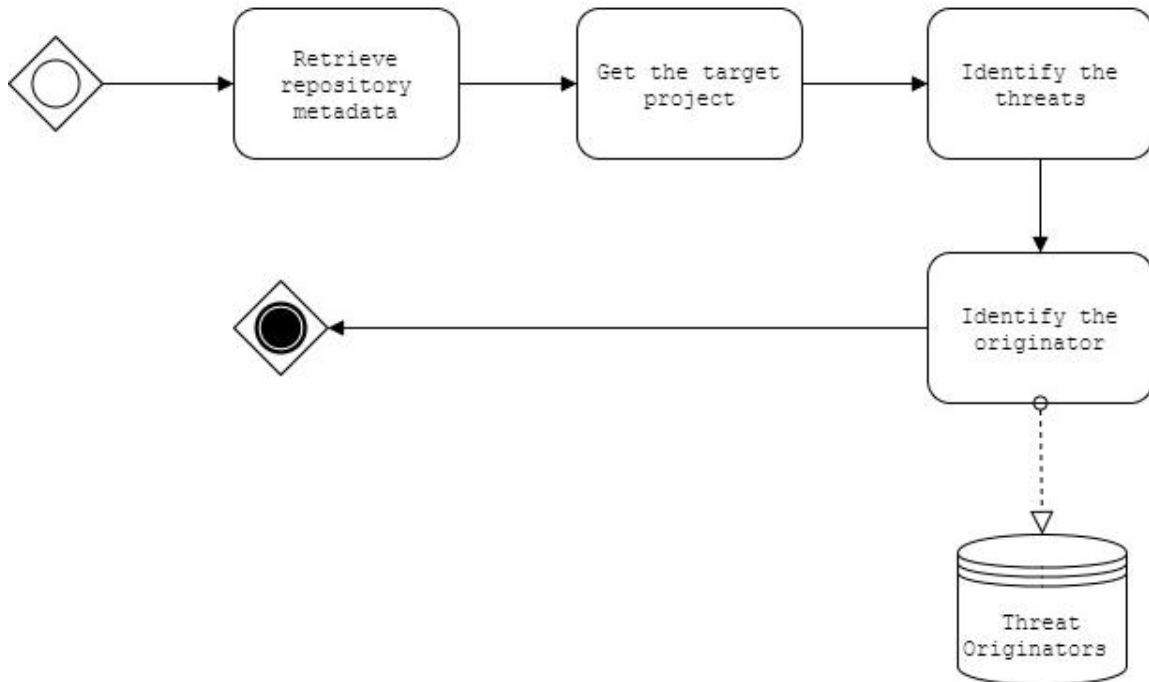 Retrieve
repository
metadata
Get the target
project
Identify the
threats
Identify the
originator
Threat
Originators